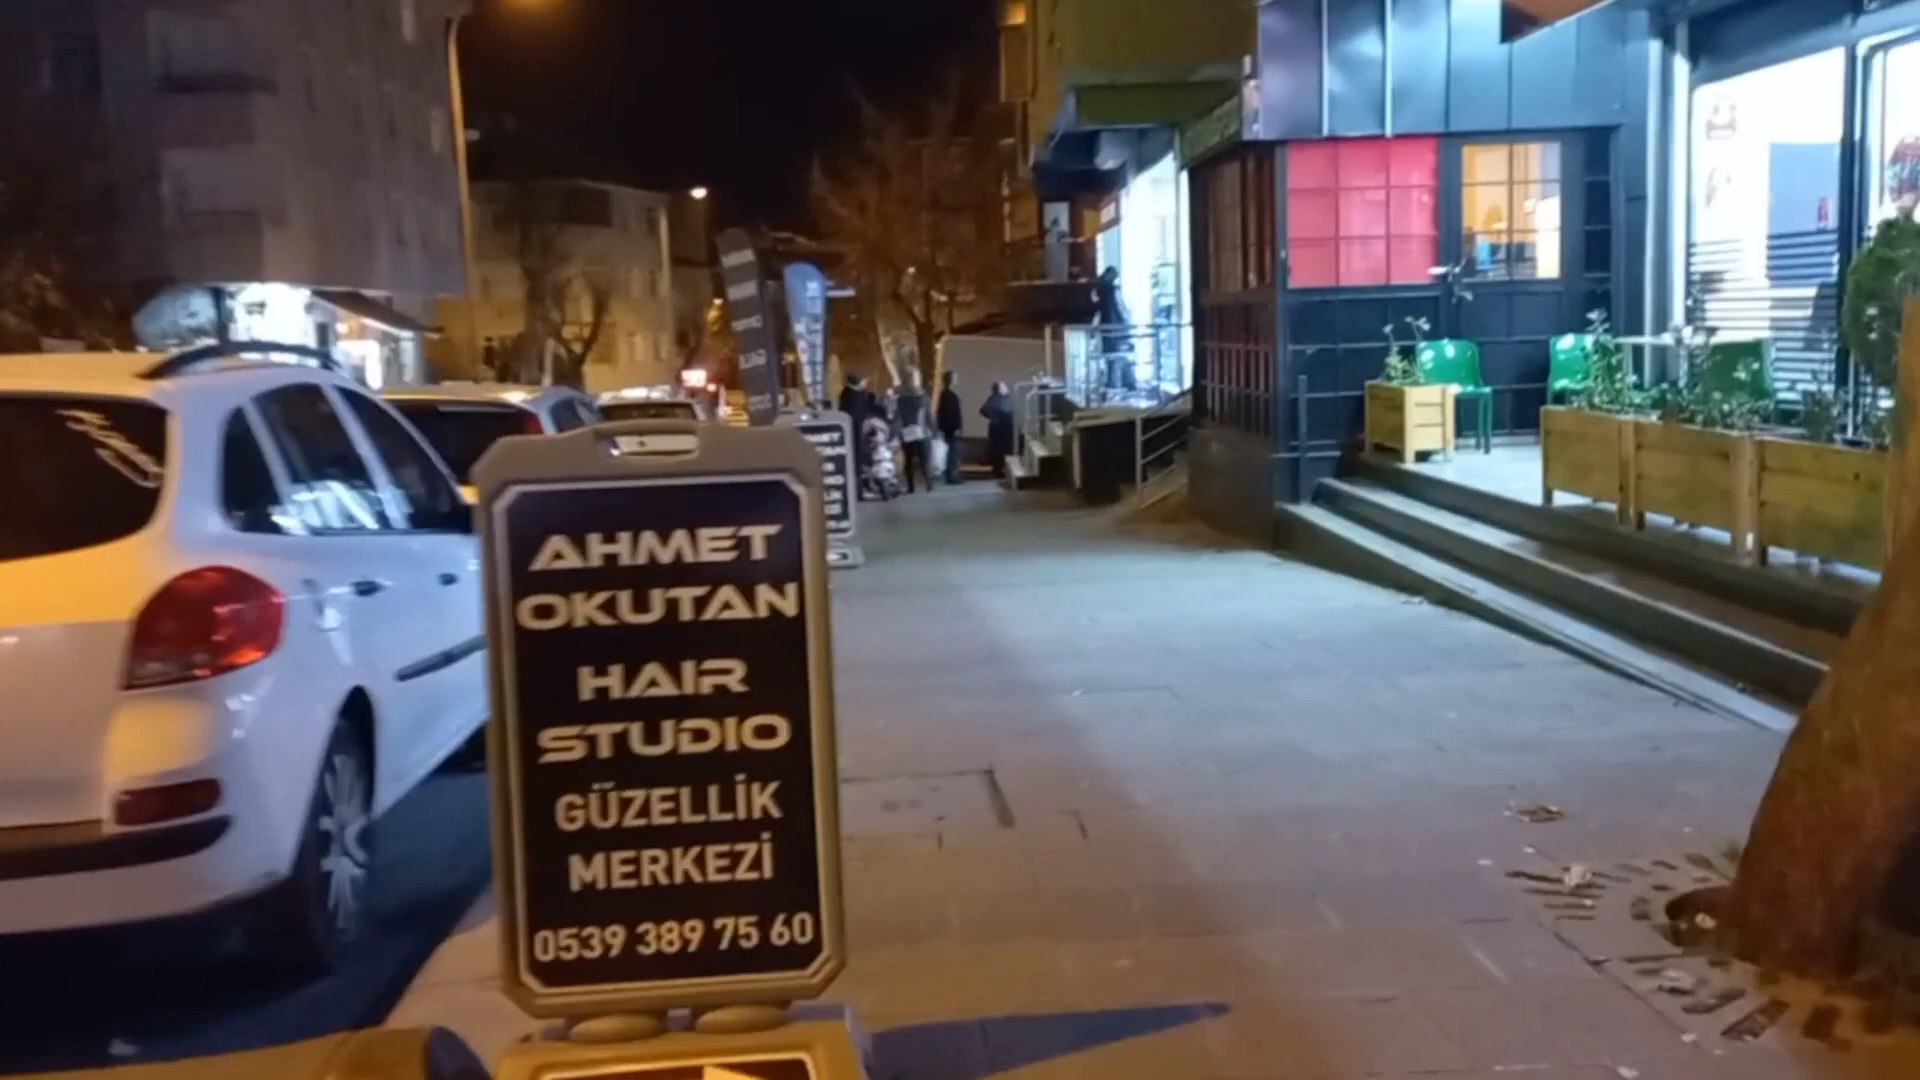 AHMET
OKUTAN
HAIR
STUDIO
GÜZELLİK
MERKEZİ
0539 389 75 60